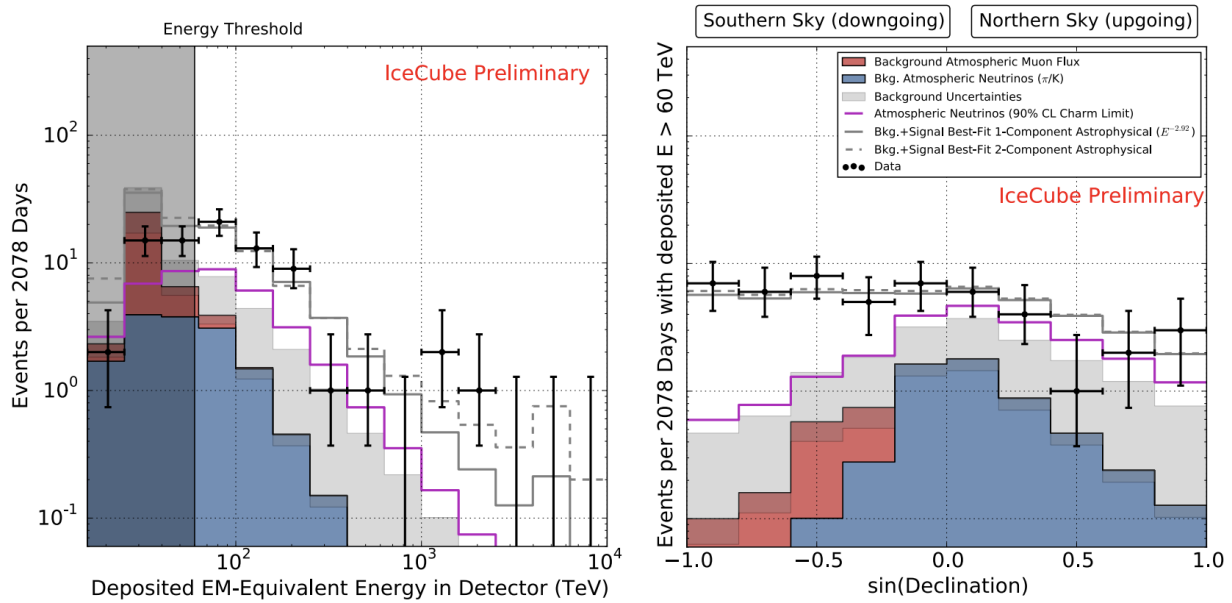 Energy Threshold
IceCube Preliminary
Events per 2078 Days
10^2
10^1
10^0
10^-1
10^2
10^3
10^4
Deposited EM-Equivalent Energy in Detector (TeV)
Southern Sky (downgoing)
Northern Sky (upgoing)
Background Atmospheric Muon Flux
Bkg. Atmospheric Neutrinos (π/K)
Background Uncertainties
Atmospheric Neutrinos (90% CL Charm Limit)
Bkg.+Signal Best-Fit 1-Component Astrophysical (E^-2.92)
Bkg.+Signal Best-Fit 2-Component Astrophysical
Data
IceCube Preliminary
Events per 2078 Days with deposited E > 60 TeV
−1.0
−0.5
0.0
0.5
1.0
sin(Declination)